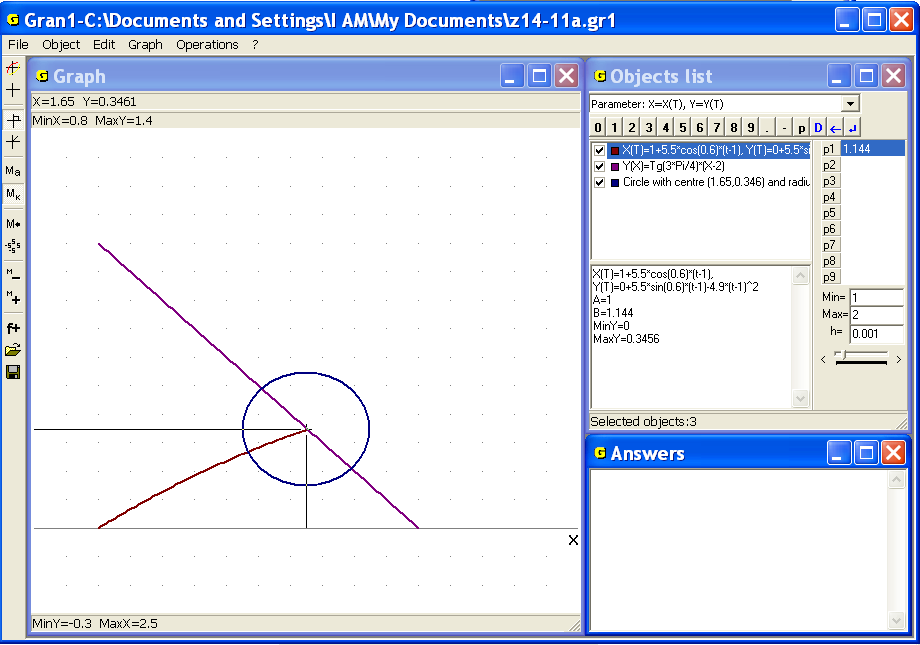 Gran1-C:\Documents and Settings\I AM\My Documents\z14-11a.gr1
File Object Edit Graph Operations ?
Graph
X=1.65 Y=0.3461
MinX=0.8 MaxY=1.4
Ma
Mк
X
MinY=-0.3 MaxX=2.5
Objects list
Parameter: X=X(T), Y=Y(T)
0 1 2 3 4 5 6 7 8 9 . - p D
X(T)=1+5.5*cos(0.6)*(t-1), Y(T)=0+5.5*si
Y(X)=Tg(3*Pi/4)*(X-2)
Circle with centre (1.65,0.346) and radiu
p1 1.144
p2
p3
p4
p5
p6
p7
p8
p9
Min= 1
Max= 2
h= 0.001
X(T)=1+5.5*cos(0.6)*(t-1),
Y(T)=0+5.5*sin(0.6)*(t-1)-4.9*(t-1)^2
A=1
B=1.144
MinY=0
MaxY=0.3456
Selected objects:3
Answers